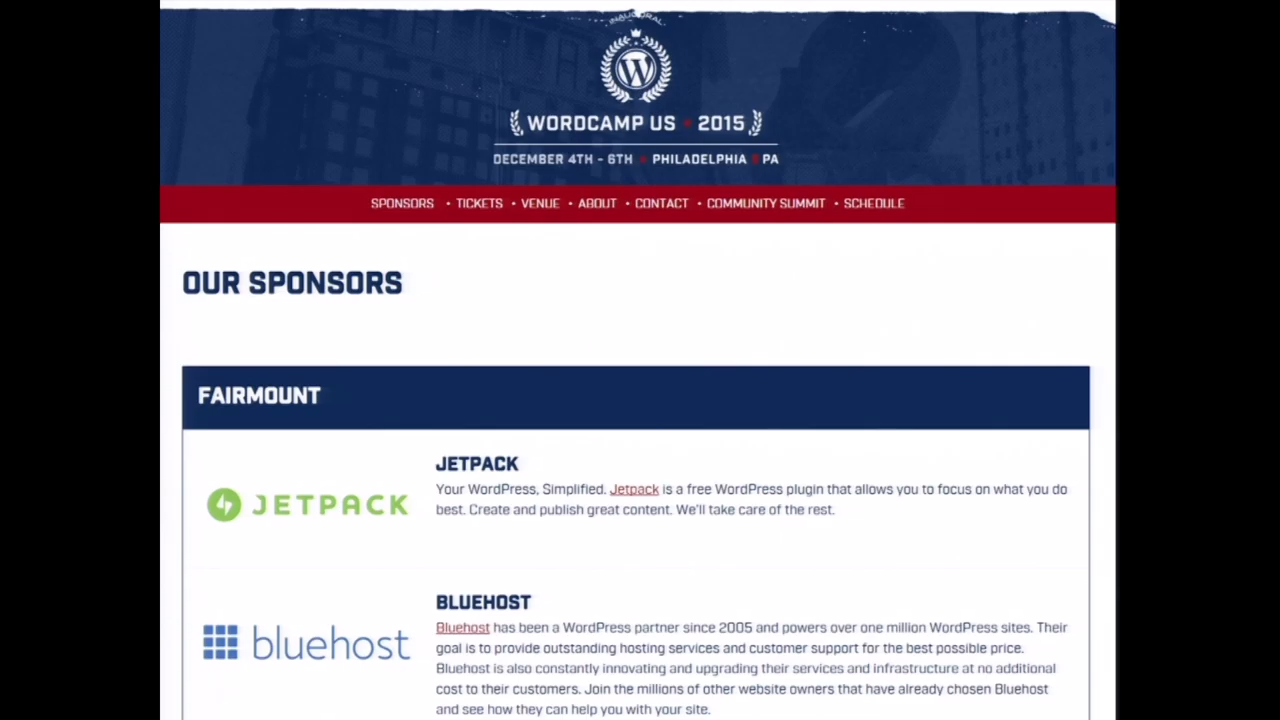 INAUGURAL
WORDCAMP US • 2015
DECEMBER 4TH - 6TH • PHILADELPHIA • PA
SPONSORS • TICKETS • VENUE • ABOUT • CONTACT • COMMUNITY SUMMIT • SCHEDULE
OUR SPONSORS
FAIRMOUNT
JETPACK
JETPACK
Your WordPress, Simplified. Jetpack is a free WordPress plugin that allows you to focus on what you do
best. Create and publish great content. We'll take care of the rest.
bluehost
BLUEHOST
Bluehost has been a WordPress partner since 2005 and powers over one million WordPress sites. Their
goal is to provide outstanding hosting services and customer support for the best possible price.
Bluehost is also constantly innovating and upgrading their services and infrastructure at no additional
cost to their customers. Join the millions of other website owners that have already chosen Bluehost
and see how they can help you with your site.